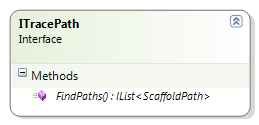 ITracePath
Interface
Methods
FindPaths() : IList<ScaffoldPath>